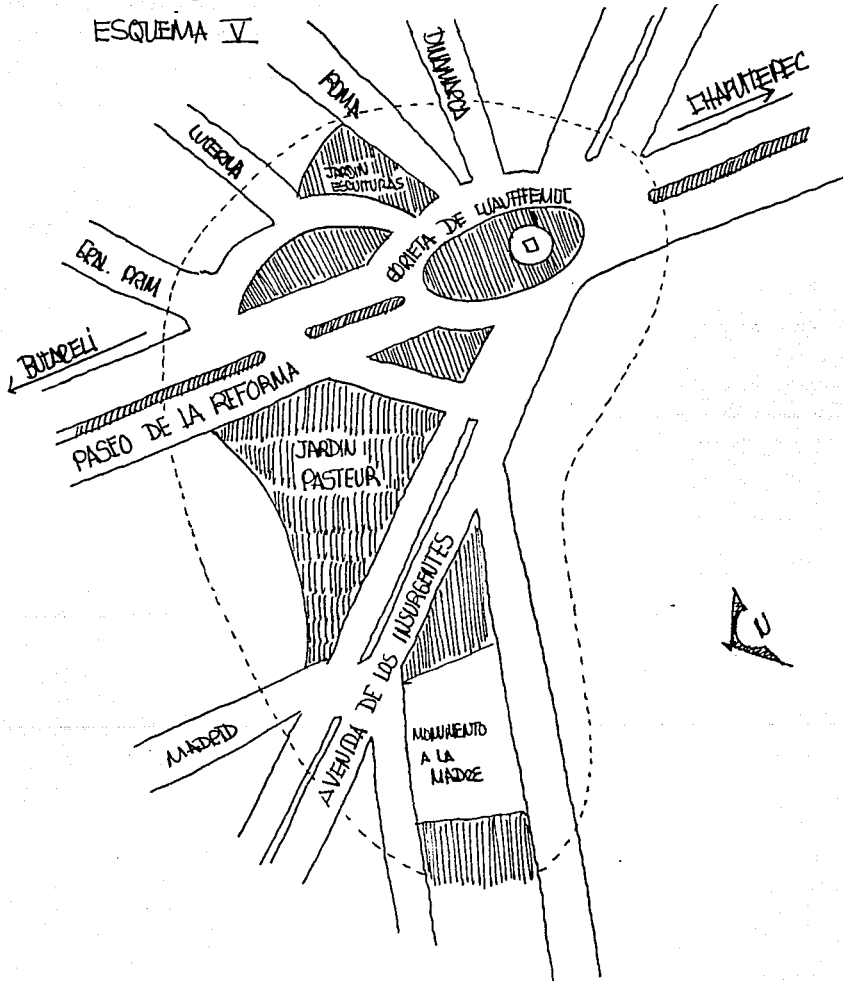 ESQUEMA V
DINAMARCA
ROMA
CHAPULTEPEC
LUCERNA
JARDIN
ESCULTURAS
GLORIETA DE CUAUHTEMOC
GRAL. PRIM
BUCARELI
PASEO DE LA REFORMA
JARDIN
PASTEUR
AVENIDA DE LOS INSURGENTES
N
MADRID
MONUMENTO
A LA
MADRE